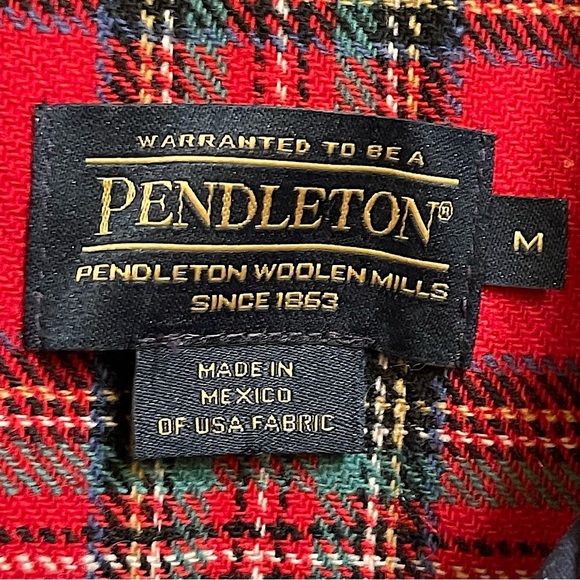 WARRANTED TO BE A
PENDLETON®
PENDLETON WOOLEN MILLS
SINCE 1863
M
MADE IN
MEXICO
OF USA FABRIC